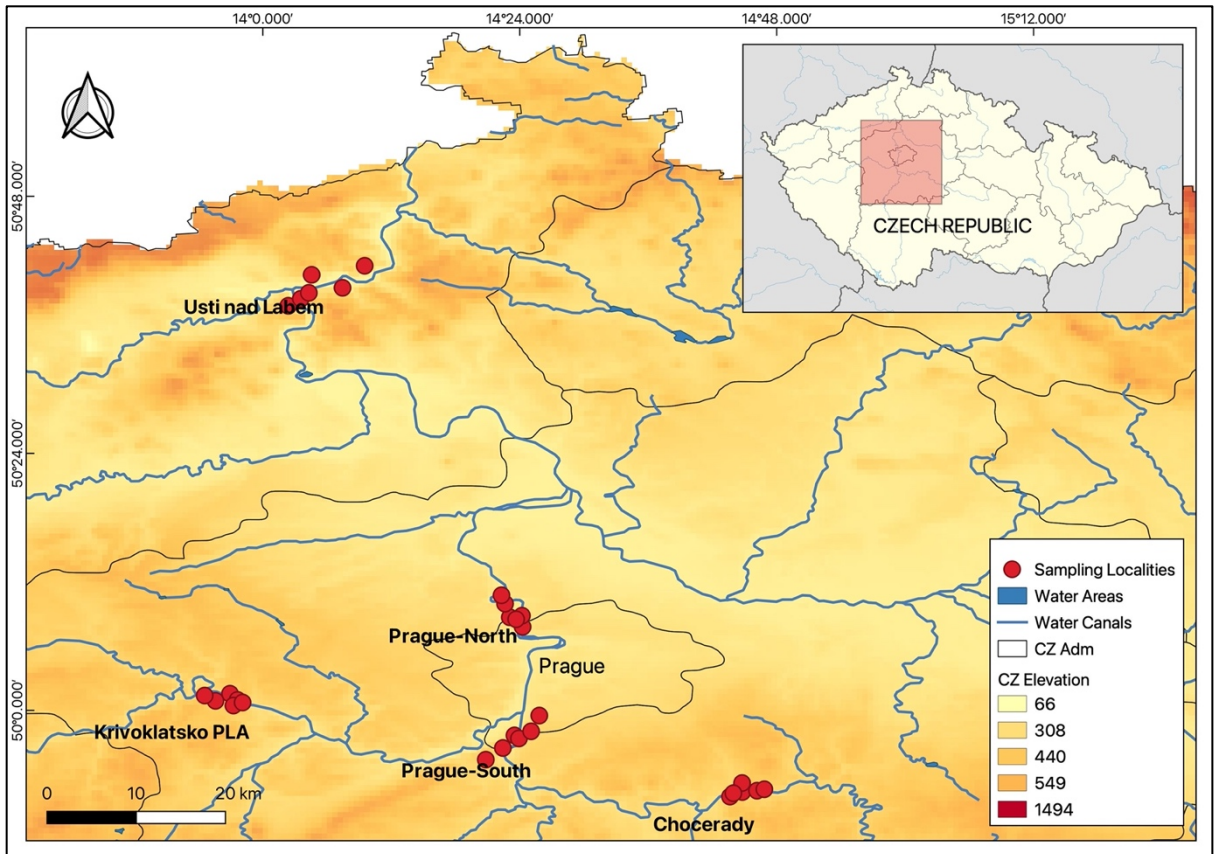 14°0.000'
14°24.000'
14°48.000'
15°12.000'
50°48.000'
50°24.000'
50°0.000'
CZECH REPUBLIC
Usti nad Labem
Prague-North
Prague
Krivoklatsko PLA
Prague-South
Chocerady
0 10 20 km
Sampling Localities
Water Areas
Water Canals
CZ Adm
CZ Elevation
66
308
440
549
1494